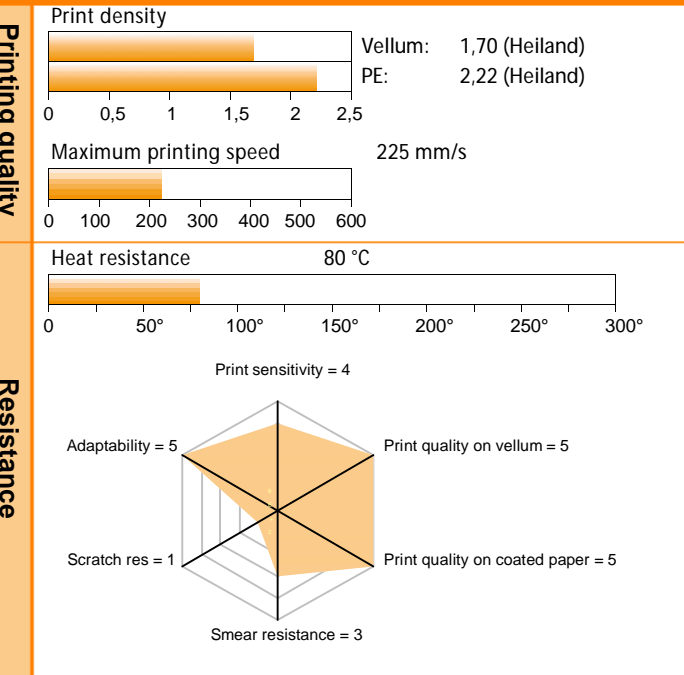 Printing quality
Print density
Vellum: 1,70 (Heiland)
PE: 2,22 (Heiland)
0 0,5 1 1,5 2 2,5
Maximum printing speed 225 mm/s
0 100 200 300 400 500 600
Resistance
Heat resistance 80 °C
0 50° 100° 150° 200° 250° 300°
Print sensitivity = 4
Adaptability = 5
Print quality on vellum = 5
Scratch res = 1
Print quality on coated paper = 5
Smear resistance = 3